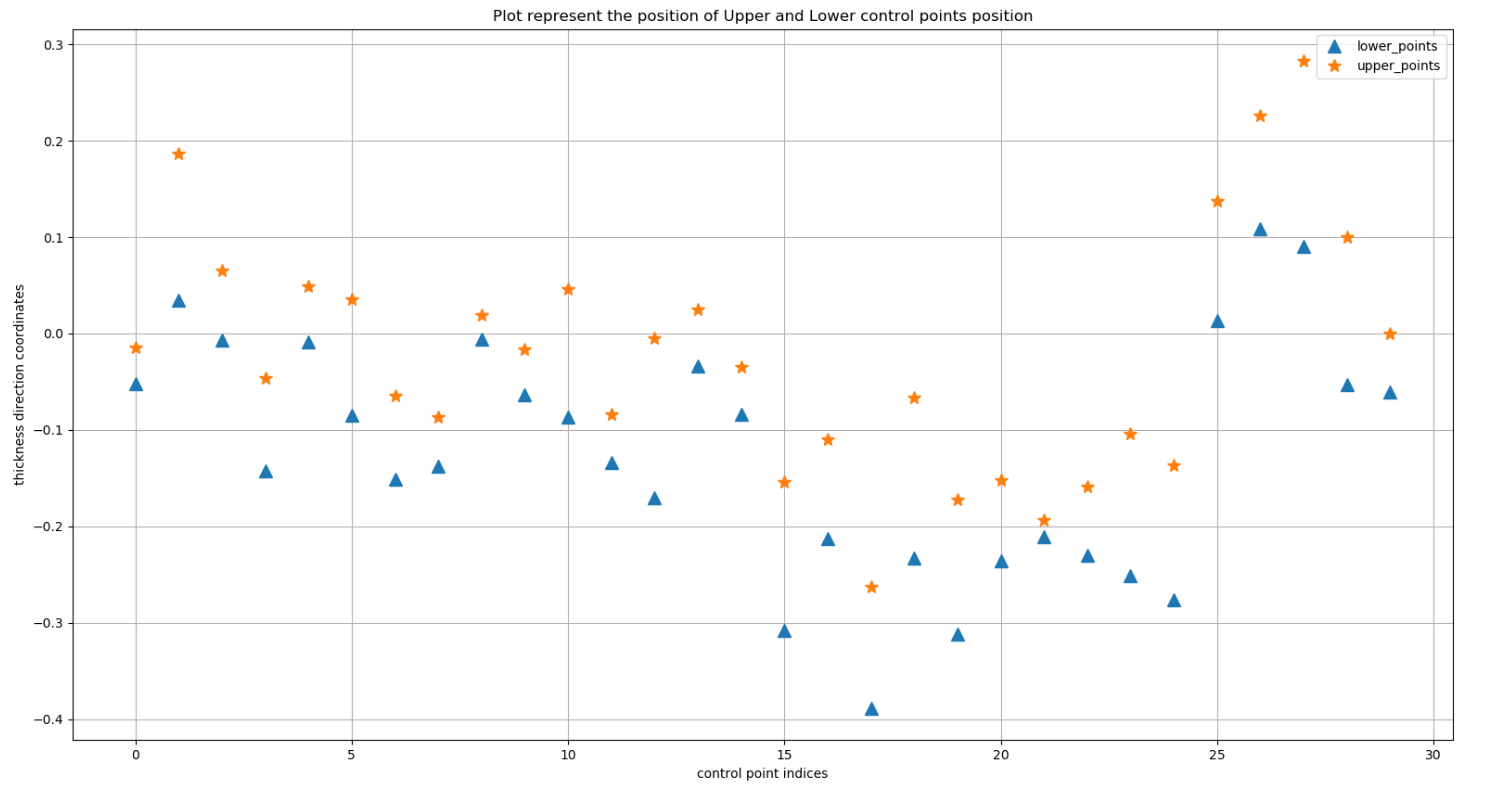 Plot represent the position of Upper and Lower control points position
lower_points
upper_points
thickness direction coordinates
0.3
0.2
0.1
0.0
−0.1
−0.2
−0.3
−0.4
0 5 10 15 20 25 30
control point indices